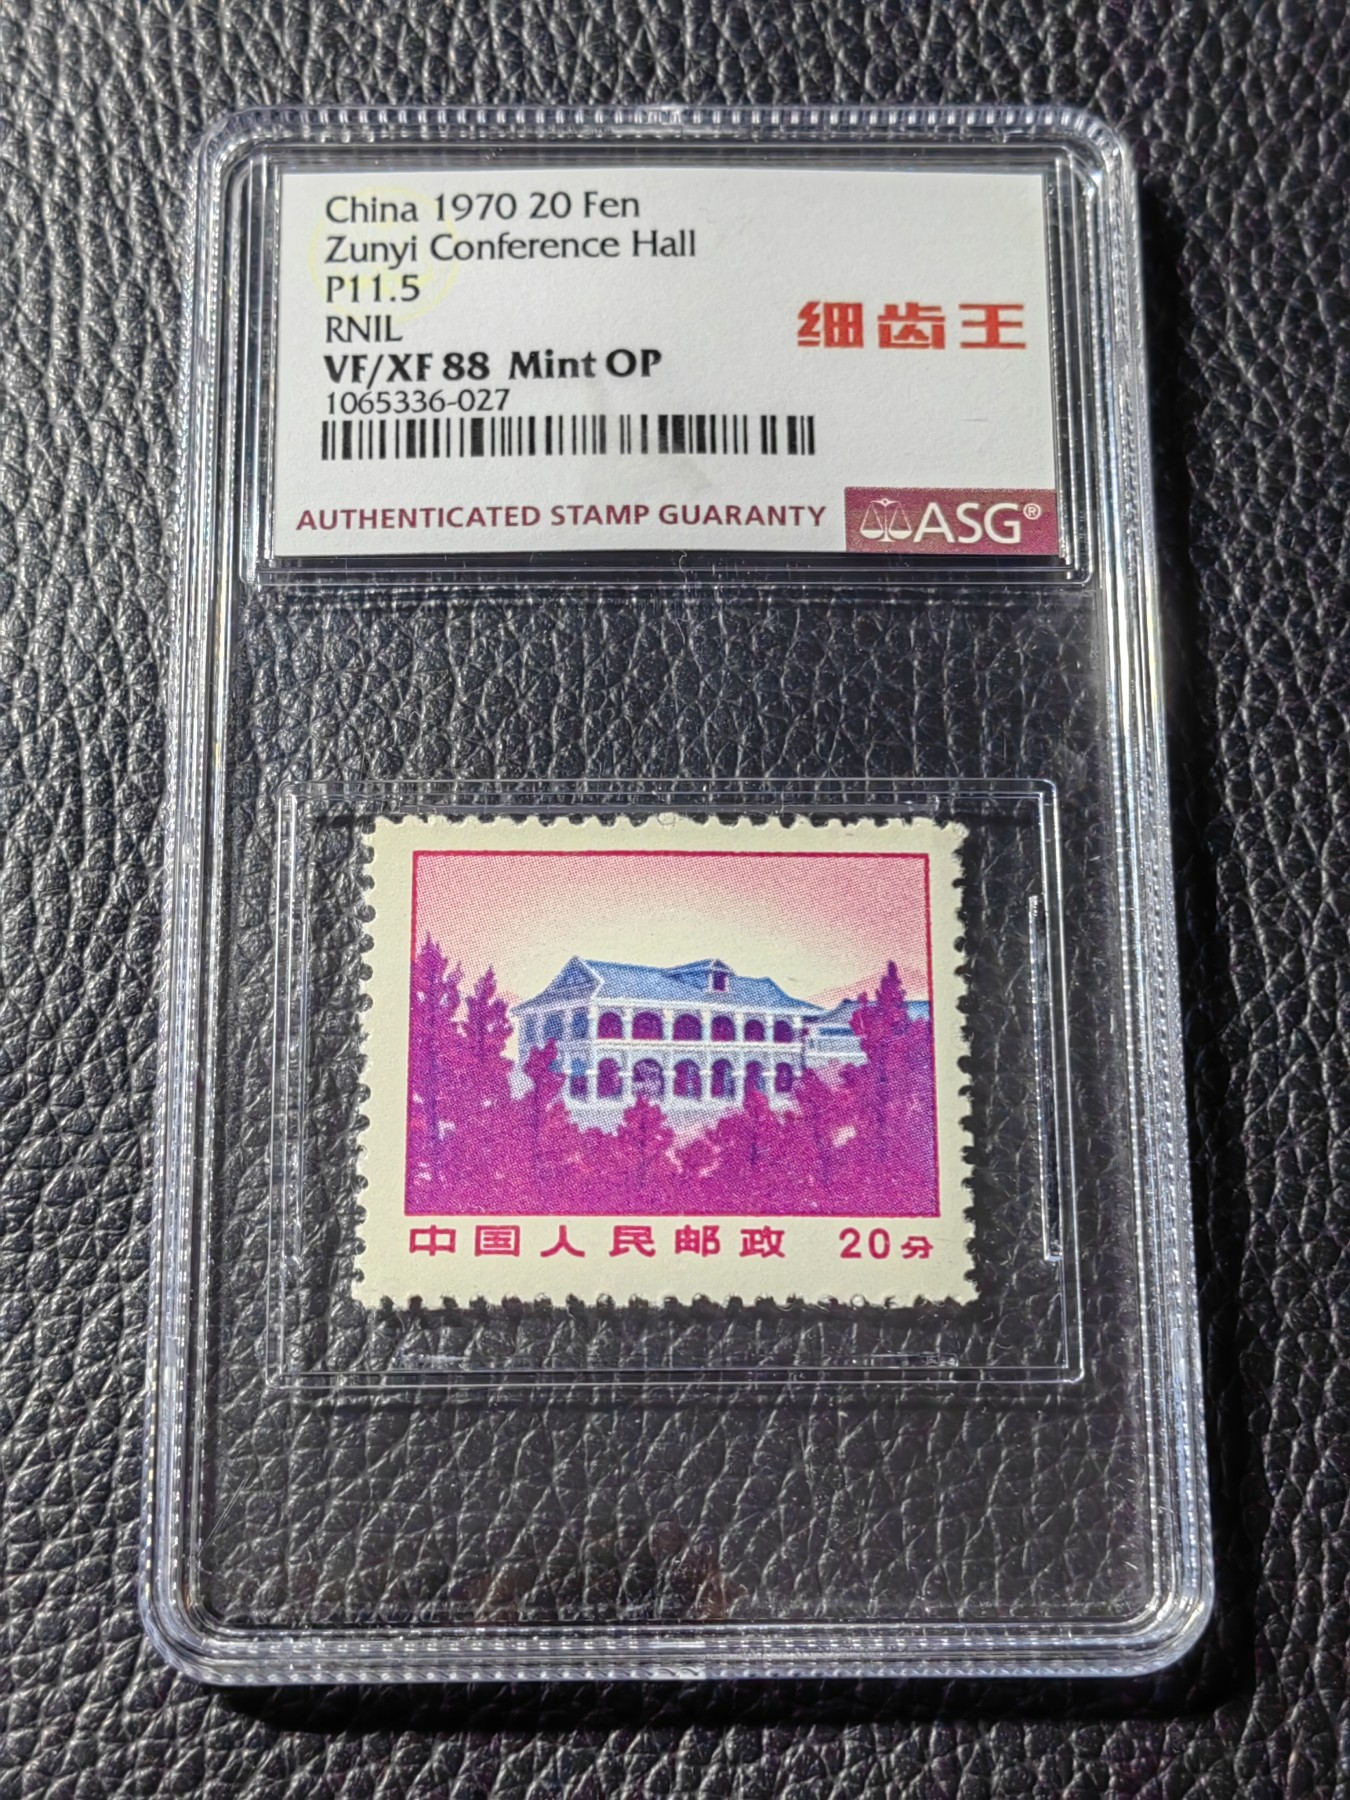 China 1970 20 Fen
Zunyi Conference Hall
P11.5
RNIL
细齿王
VF/XF 88 Mint OP
1065336-027
AUTHENTICATED STAMP GUARANTY
ASG®
中国人民邮政 20分